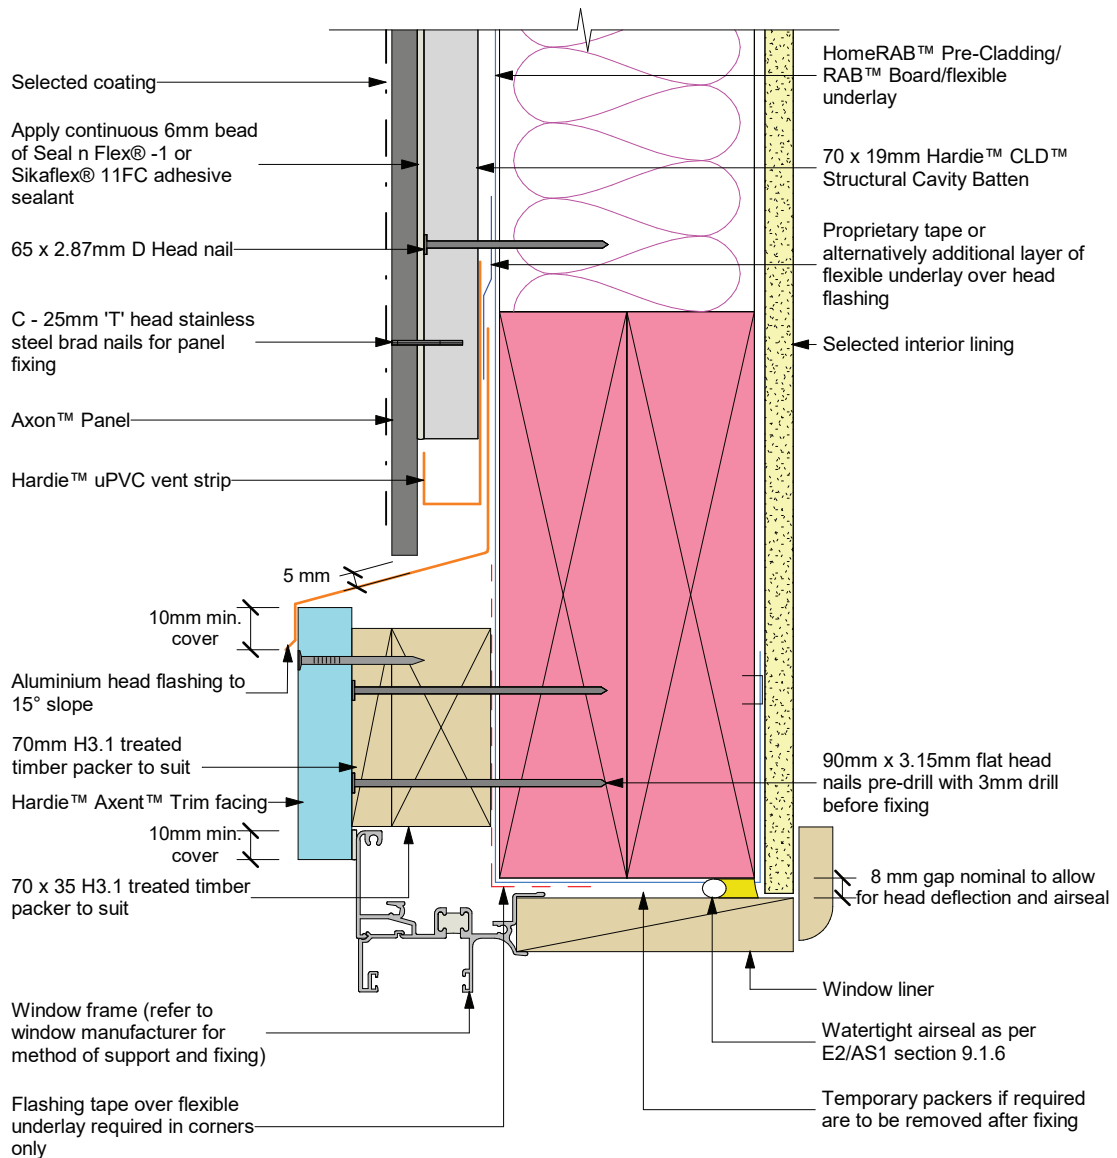 Selected coating
Apply continuous 6mm bead
of Seal n Flex® -1 or
Sikaflex® 11FC adhesive
sealant
65 x 2.87mm D Head nail
C - 25mm 'T' head stainless
steel brad nails for panel
fixing
Axon™ Panel
Hardie™ uPVC vent strip
5 mm
10mm min.
cover
Aluminium head flashing to
15° slope
70mm H3.1 treated
timber packer to suit
Hardie™ Axent™ Trim facing
10mm min.
cover
70 x 35 H3.1 treated timber
packer to suit
Window frame (refer to
window manufacturer for
method of support and fixing)
Flashing tape over flexible
underlay required in corners
only
HomeRAB™ Pre-Cladding/
RAB™ Board/flexible
underlay
70 x 19mm Hardie™ CLD™
Structural Cavity Batten
Proprietary tape or
alternatively additional layer of
flexible underlay over head
flashing
Selected interior lining
90mm x 3.15mm flat head
nails pre-drill with 3mm drill
before fixing
8 mm gap nominal to allow
for head deflection and airseal
Window liner
Watertight airseal as per
E2/AS1 section 9.1.6
Temporary packers if required
are to be removed after fixing